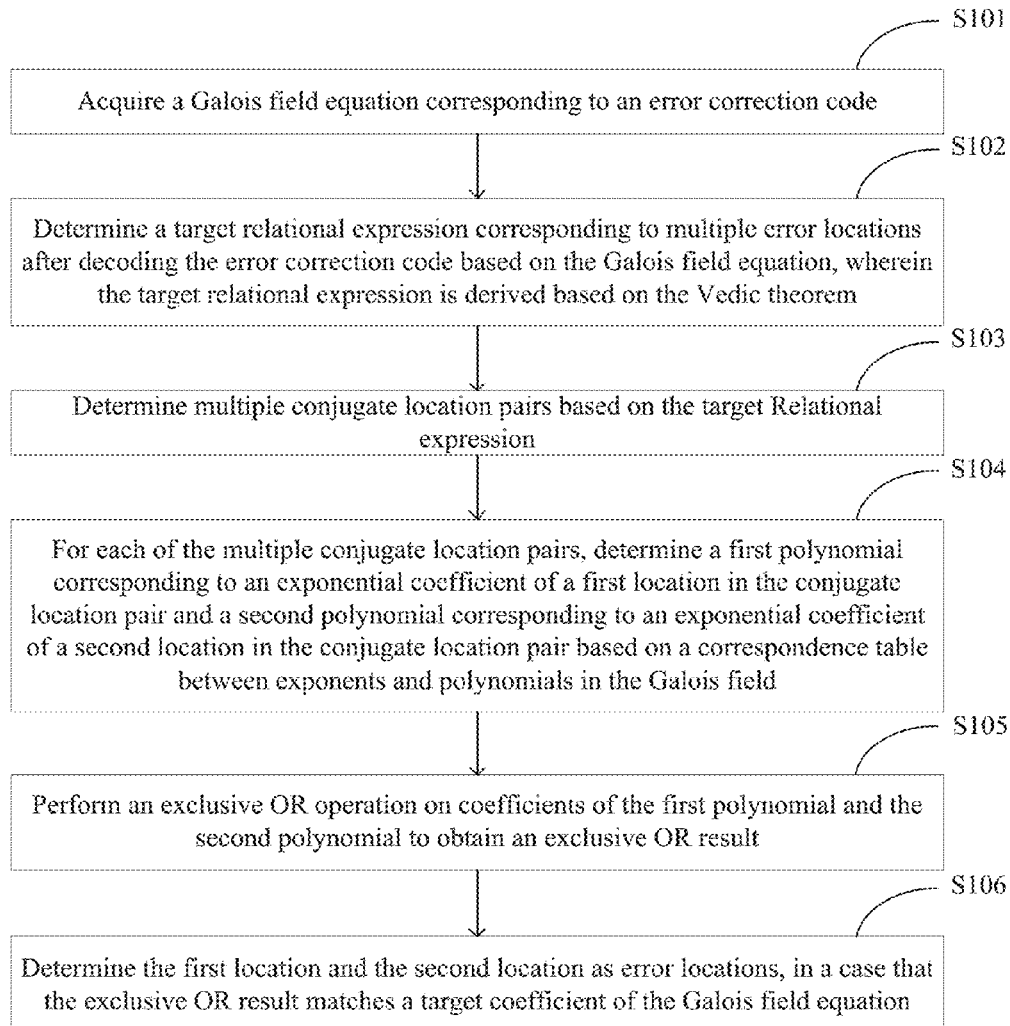 S101
Acquire a Galois field equation corresponding to an error correction code
S102
Determine a target relational expression corresponding to multiple error locations
after decoding the error correction code based on the Galois field equation, wherein
the target relational expression is derived based on the Vedic theorem
S103
Determine multiple conjugate location pairs based on the target Relational
expression
S104
For each of the multiple conjugate location pairs, determine a first polynomial
corresponding to an exponential coefficient of a first location in the conjugate
location pair and a second polynomial corresponding to an exponential coefficient
of a second location in the conjugate location pair based on a correspondence table
between exponents and polynomials in the Galois field
S105
Perform an exclusive OR operation on coefficients of the first polynomial and the
second polynomial to obtain an exclusive OR result
S106
Determine the first location and the second location as error locations, in a case that
the exclusive OR result matches a target coefficient of the Galois field equation